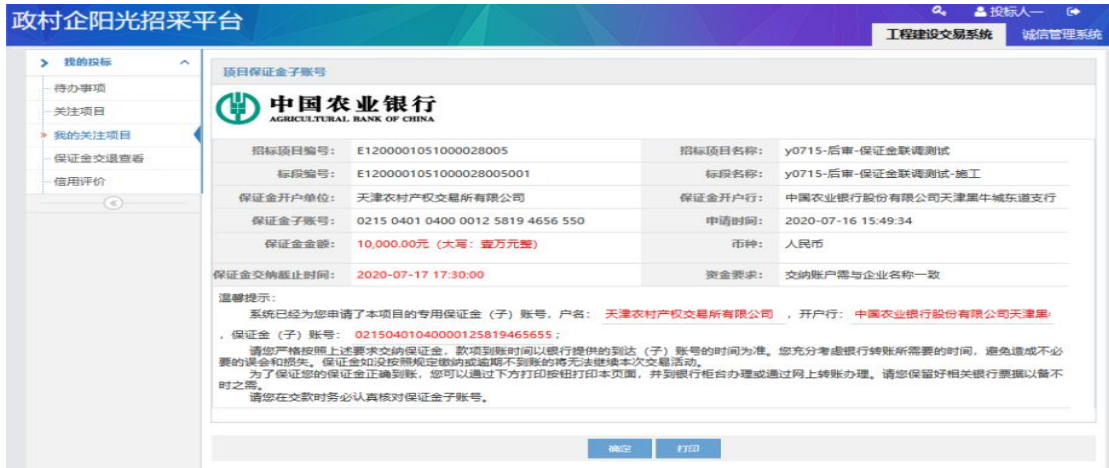 政村企阳光招采平台
投标人一
工程建设交易系统
诚信管理系统
我的投标
待办事项
关注项目
我的关注项目
保证金交退查看
信用评价
项目保证金子账号
中国农业银行
AGRICULTURAL BANK OF CHINA
招标项目编号： E1200001051000028005 招标项目名称： y0715-后审-保证金联调测试
标段编号： E1200001051000028005001 标段名称： y0715-后审-保证金联调测试-施工
保证金开户单位： 天津农村产权交易所有限公司 保证金开户行： 中国农业银行股份有限公司天津黑牛城东道支行
保证金子账号： 0215 0401 0400 0012 5819 4656 550 申请时间： 2020-07-16 15:49:34
保证金金额： 10,000.00元（大写：壹万元整） 币种： 人民币
保证金交纳截止时间： 2020-07-17 17:30:00 资金要求： 交纳账户需与企业名称一致
温馨提示：
系统已经为您申请了本项目的专用保证金（子）账号，户名： 天津农村产权交易所有限公司 ，开户行： 中国农业银行股份有限公司天津黑
，保证金（子）账号： 02150401040000125819465655；
请您严格按照上述要求交纳保证金，款项到账时间以银行提供的到达（子）账号的时间为准。您充分考虑银行转账所需要的时间，避免造成不必
要的误会和损失。保证金如没按照规定缴纳或逾期不到账的将无法继续本次交易活动。
为了保证您的保证金正确到账，您可以通过下方打印按钮打印本页面，并到银行柜台办理或通过网上转账办理。请您保留好相关银行票据以备不
时之需。
请您在交款时务必认真核对保证金子账号。
确定
打印